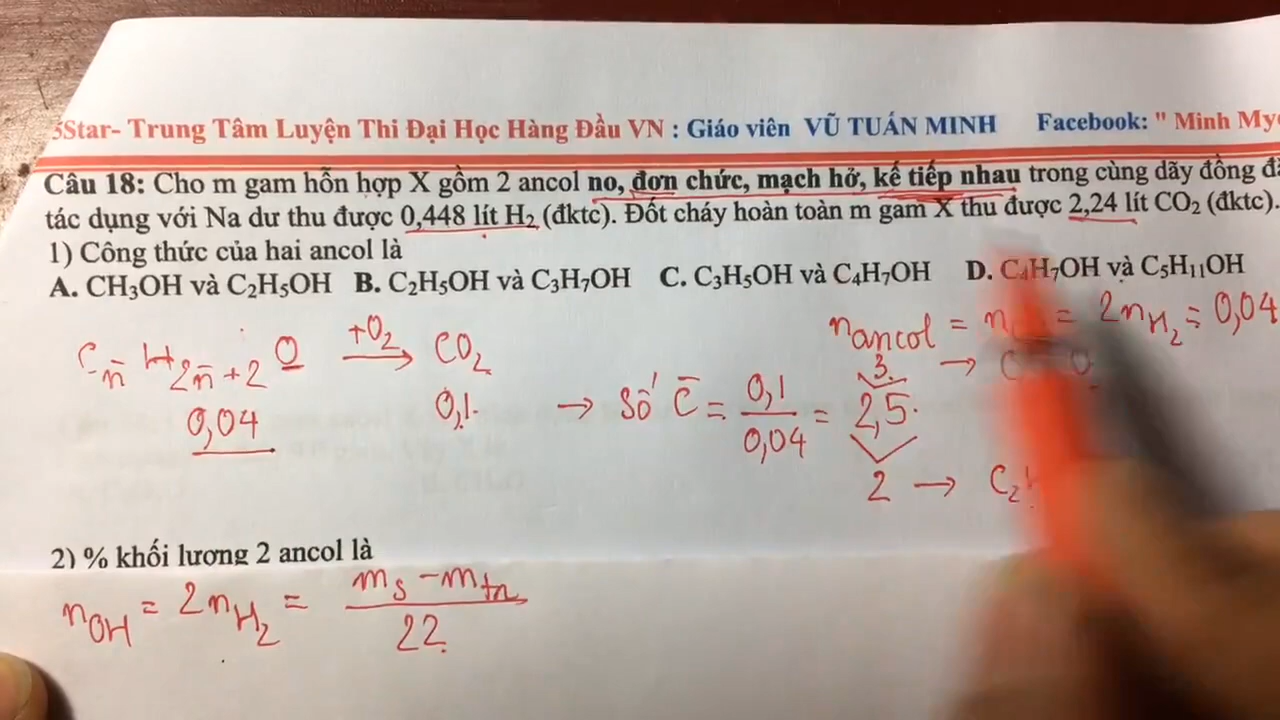 5Star- Trung Tâm Luyện Thi Đại Học Hàng Đầu VN : Giáo viên VŨ TUẤN MINH Facebook: " Minh My
Câu 18: Cho m gam hỗn hợp X gồm 2 ancol no, đơn chức, mạch hở, kế tiếp nhau trong cùng dãy đồng đ
tác dụng với Na dư thu được 0,448 lít H₂ (đktc). Đốt cháy hoàn toàn m gam X thu được 2,24 lít CO₂ (đktc).
1) Công thức của hai ancol là
A. CH₃OH và C₂H₅OH B. C₂H₅OH và C₃H₇OH C. C₃H₅OH và C₄H₇OH D. C₄H₇OH và C₅H₁₁OH
n ancol = n = 2nH₂ = 0,04
Cn̄ H2n̄+2 O +O₂ → CO₂
3 → C
0,04 0,1 → Số C̄ = 0,1/0,04 = 2,5
2 → C₂
2) % khối lượng 2 ancol là
nOH = 2nH₂ = ms - mtn / 22